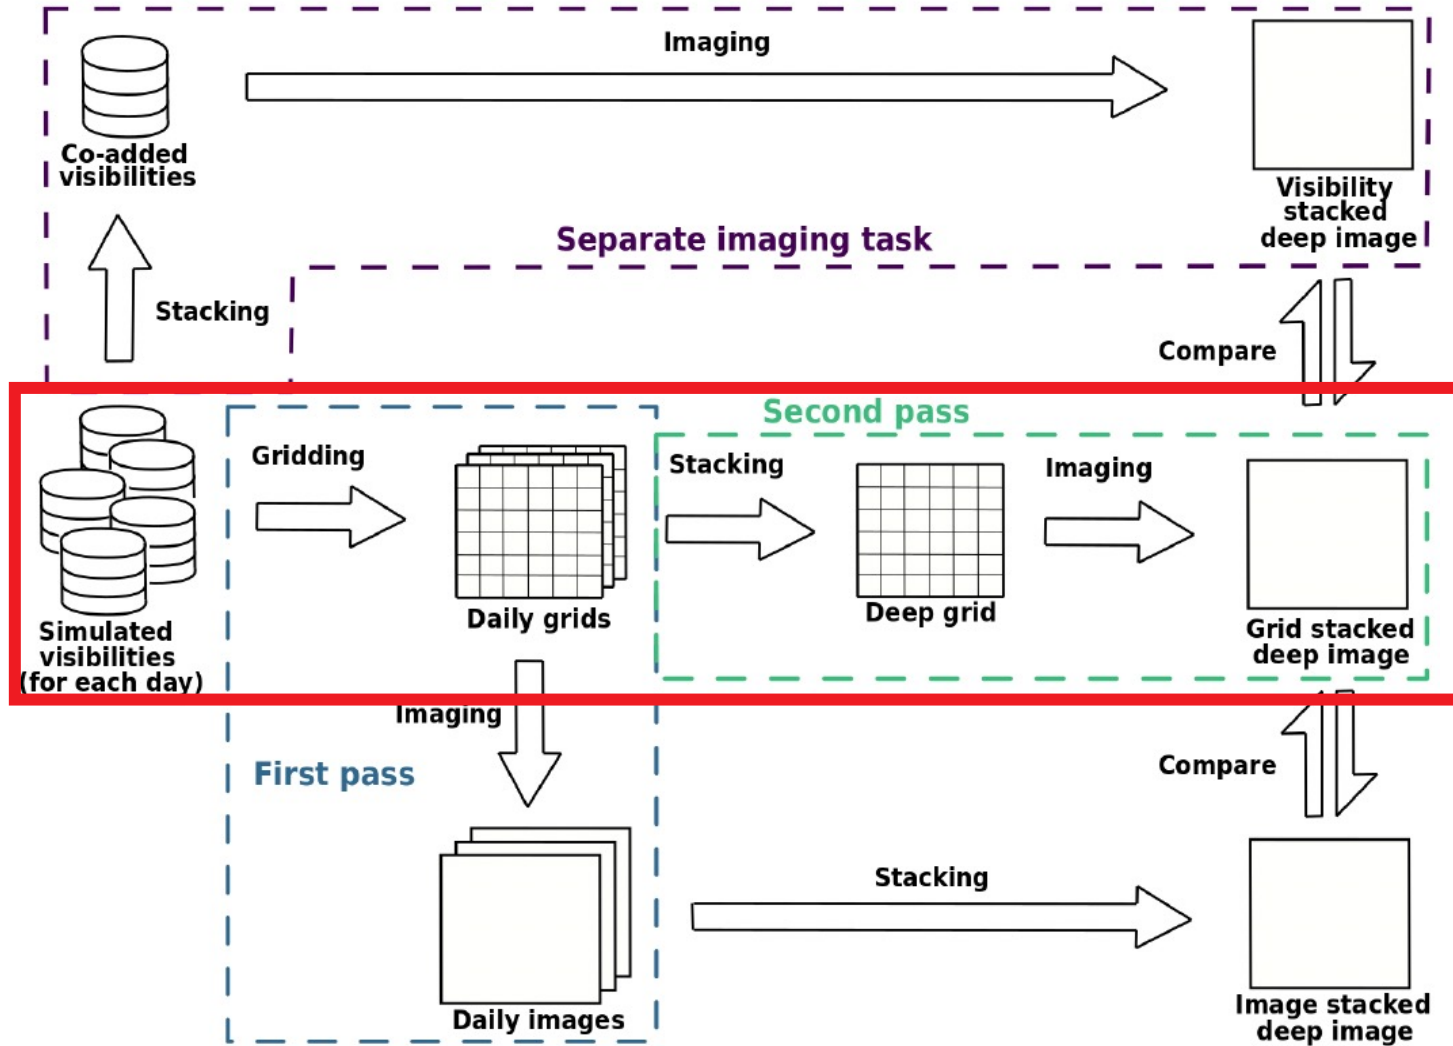 Imaging
Co-added
visibilities
Visibility
stacked
deep image
Separate imaging task
Stacking
Compare
Second pass
Gridding
Stacking
Imaging
Daily grids
Deep grid
Simulated
visibilities
(for each day)
Grid stacked
deep image
Imaging
First pass
Compare
Stacking
Daily images
Image stacked
deep image